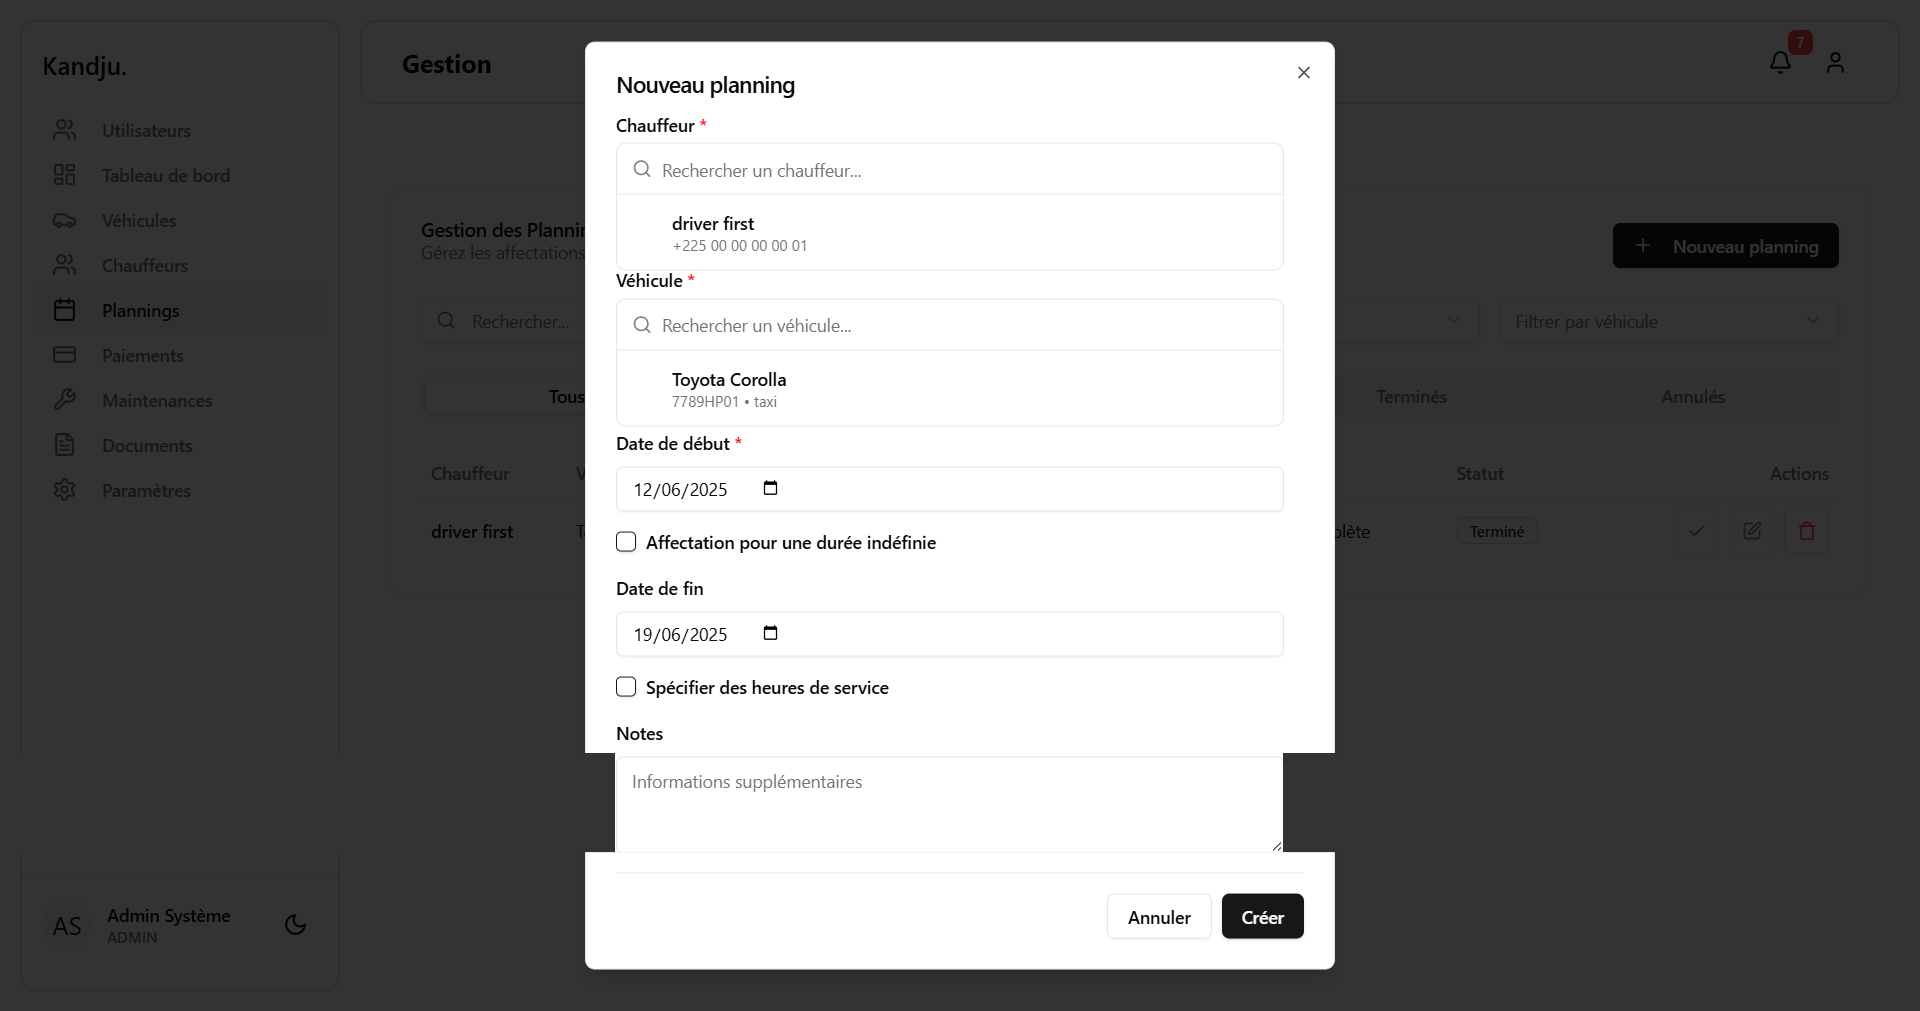 Kandju.
Utilisateurs
Tableau de bord
Véhicules
Chauffeurs
Plannings
Paiements
Maintenances
Documents
Paramètres
AS
Admin Système
ADMIN
Gestion
7
Gestion des Plannin
Gérez les affectations
Nouveau planning
Rechercher...
Filtrer par véhicule
Tous
Terminés
Annulés
Chauffeur
V
Statut
Actions
driver first
T
plète
Terminé
Nouveau planning
Chauffeur *
Rechercher un chauffeur...
driver first
+225 00 00 00 00 01
Véhicule *
Rechercher un véhicule...
Toyota Corolla
7789HP01 • taxi
Date de début *
12/06/2025
Affectation pour une durée indéfinie
Date de fin
19/06/2025
Spécifier des heures de service
Notes
Informations supplémentaires
Annuler
Créer